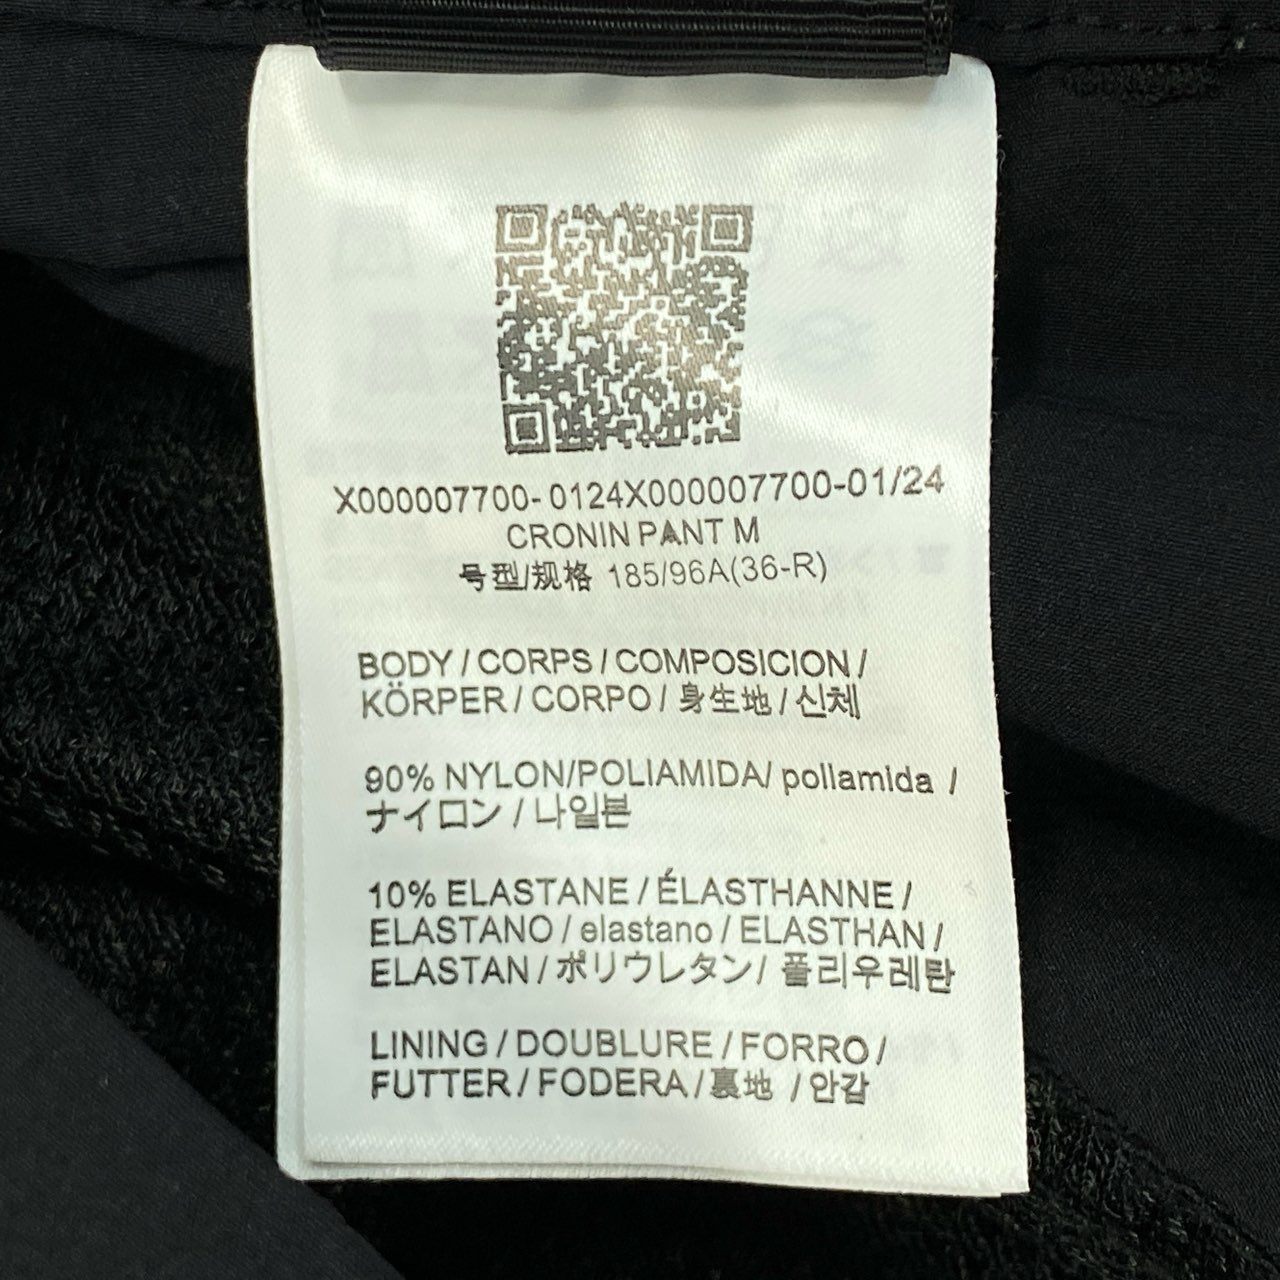 X000007700-0124X000007700-01/24
CRONIN PANT M
号型/规格 185/96A(36-R)
BODY / CORPS / COMPOSICION /
KÖRPER / CORPO / 身生地 / 신체
90% NYLON/POLIAMIDA/ pollamida /
ナイロン / 나일본
10% ELASTANE / ÉLASTHANNE /
ELASTANO / elastano / ELASTHAN /
ELASTAN / ポリウレタン / 폴리우레탄
LINING / DOUBLURE / FORRO /
FUTTER / FODERA / 裏地 / 안감